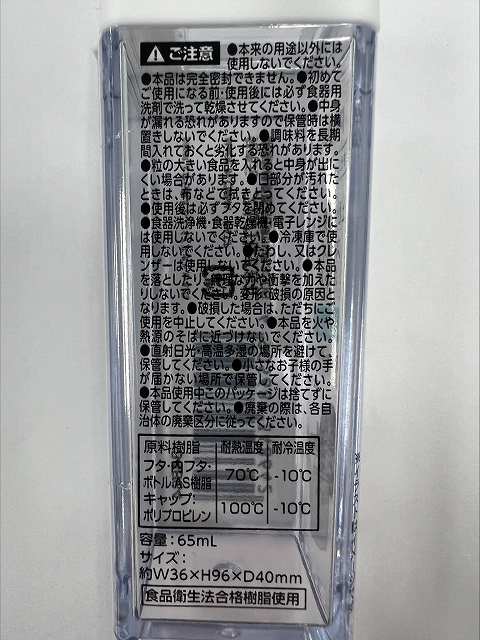 ⚠ご注意 ●本来の用途以外には
使用しないでください。
●本品は完全密封できません。●初めて
ご使用になる前・使用後には必ず食器用
洗剤で洗って乾燥させてください。●中身
が漏れる恐れがありますので保管時は横
置きしないでください。●調味料を長期
間入れておくと劣化する恐れがあります。
●粒の大きい食品を入れると中身が出に
くい場合があります。●口部分が汚れた
ときは、布などで拭きとってください。
●使用後は必ずフタを閉めてください。
●食器洗浄機・食器乾燥機・電子レンジに
は使用しないでください。●冷凍庫で使
用しないでください。●たわし、又はクレ
ンザーは使用しないでください。●本品
を落としたり、無理な力や衝撃を加えた
りしないでください。変形・破損の原因と
なります。●破損した場合は、ただちにご
使用を中止してください。●本品を火や
熱源のそばに近づけないでください。
●直射日光・高温多湿の場所を避けて、
保管してください。●小さなお子様の手
が届かない場所で保管してください。
●本品使用中このパッケージは捨てずに
保管してください。●廃棄の際は、各自
治体の廃棄区分に従ってください。
原料樹脂 耐熱温度 耐冷温度
フタ・内フタ・
ボトル:AS樹脂 70℃ -10℃
キャップ:
ポリプロピレン 100℃ -10℃
容量:65mL
サイズ:
約W36×H96×D40mm
食品衛生法合格樹脂使用